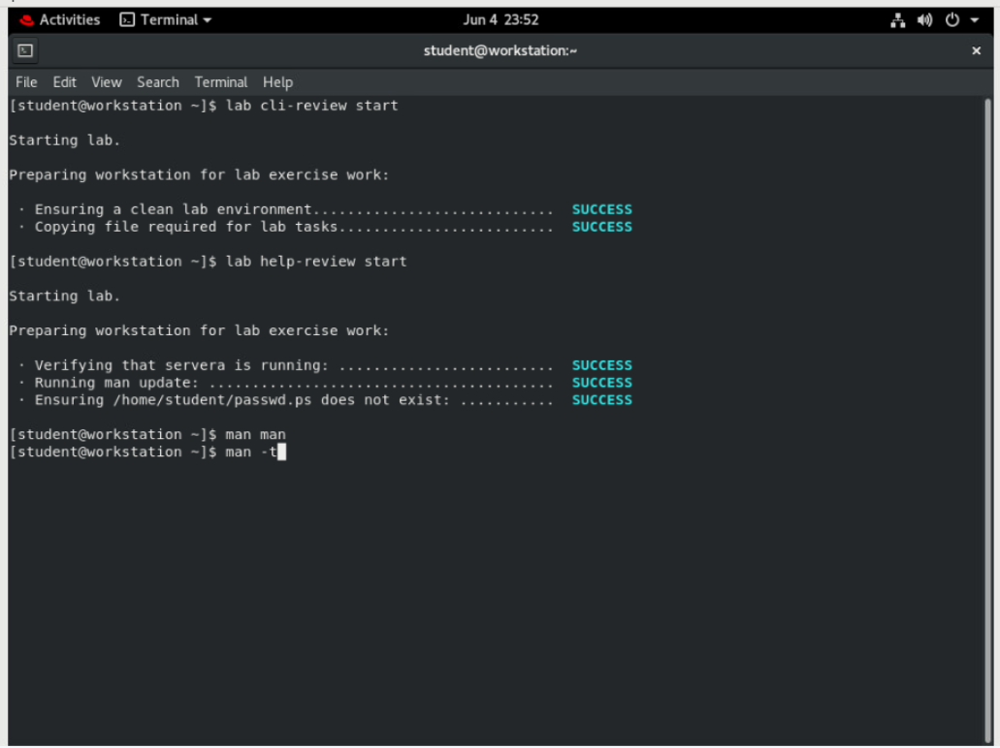 Activities Terminal Jun 4 23:52
student@workstation:~ ×
File Edit View Search Terminal Help
[student@workstation ~]$ lab cli-review start
Starting lab.
Preparing workstation for lab exercise work:
· Ensuring a clean lab environment............................ SUCCESS
· Copying file required for lab tasks......................... SUCCESS
[student@workstation ~]$ lab help-review start
Starting lab.
Preparing workstation for lab exercise work:
· Verifying that servera is running: ......................... SUCCESS
· Running man update: ........................................ SUCCESS
· Ensuring /home/student/passwd.ps does not exist: ........... SUCCESS
[student@workstation ~]$ man man
[student@workstation ~]$ man -t